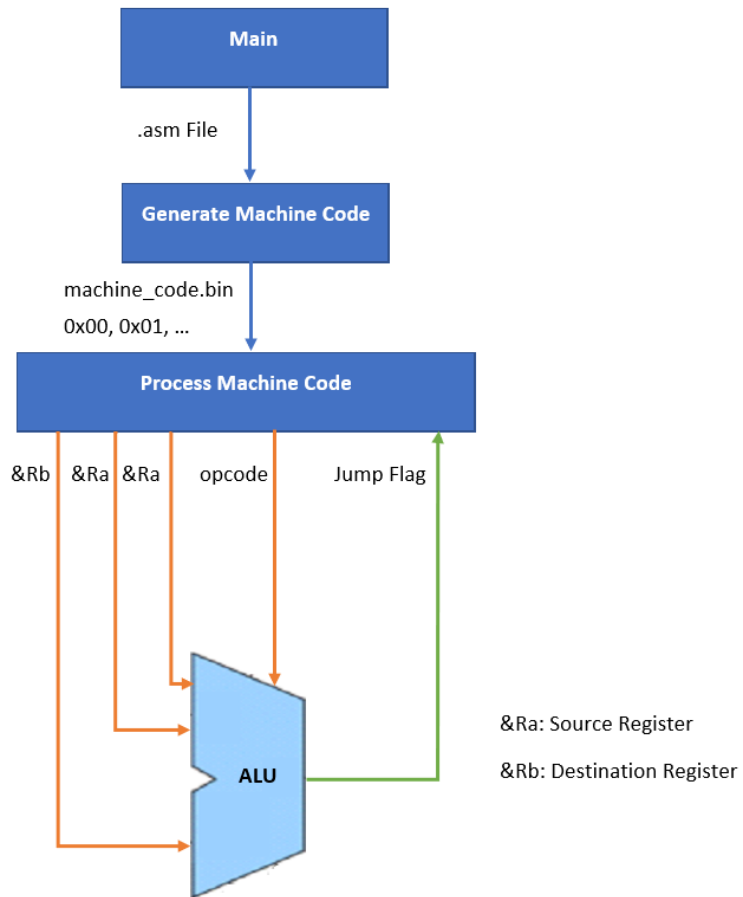 Main
.asm File
Generate Machine Code
machine_code.bin
0x00, 0x01, ...
Process Machine Code
&Rb &Ra &Ra opcode Jump Flag
ALU
&Ra: Source Register
&Rb: Destination Register